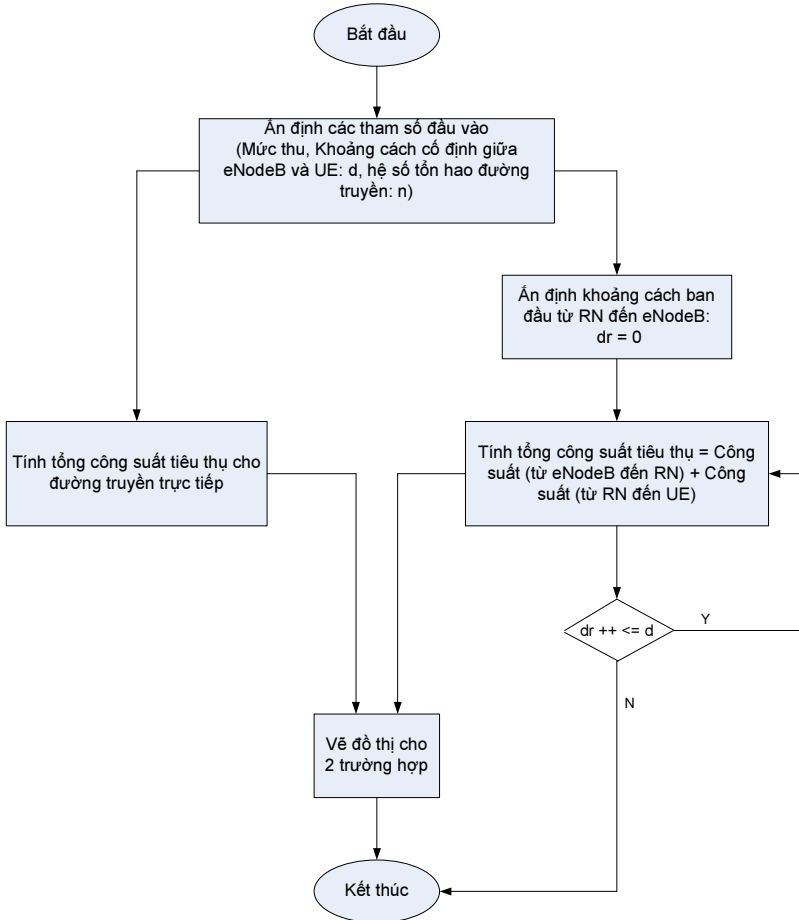 Bắt đầu
Ấn định các tham số đầu vào
(Mức thu, Khoảng cách cố định giữa
eNodeB và UE: d, hệ số tổn hao đường
truyền: n)
Ấn định khoảng cách ban
đầu từ RN đến eNodeB:
dr = 0
Tính tổng công suất tiêu thụ cho
đường truyền trực tiếp
Tính tổng công suất tiêu thụ = Công
suất (từ eNodeB đến RN) + Công
suất (từ RN đến UE)
dr ++ <= d
Y
N
Vẽ đồ thị cho
2 trường hợp
Kết thúc